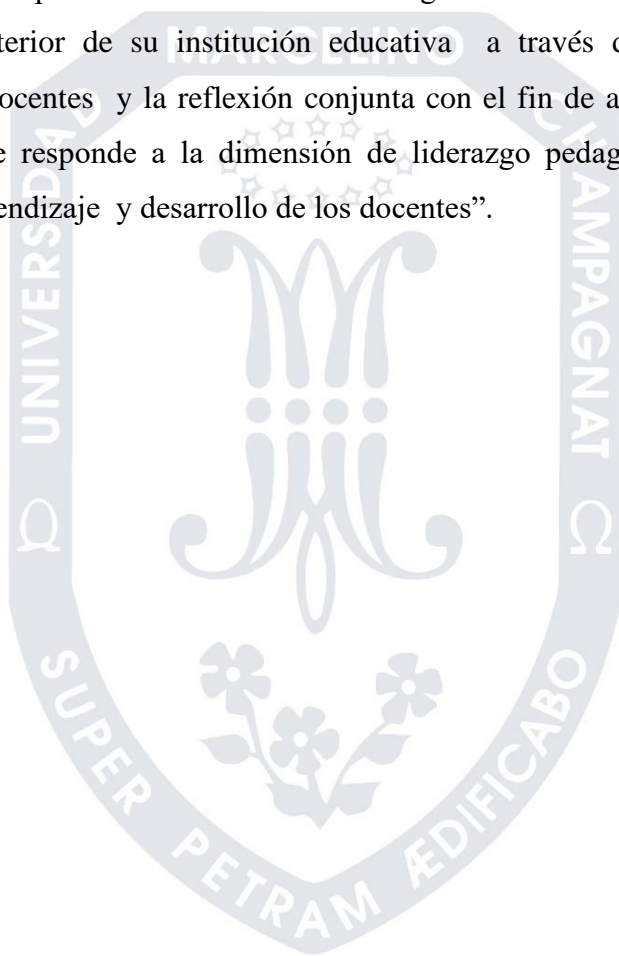 terior de su institución educativa a través d
ocentes y la reflexión conjunta con el fin de a
e responde a la dimensión de liderazgo pedag
endizaje y desarrollo de los docentes”.
UNIVERSIDAD MARCELINO CHAMPAGNAT
SUPER PETRAM ÆDIFICABO